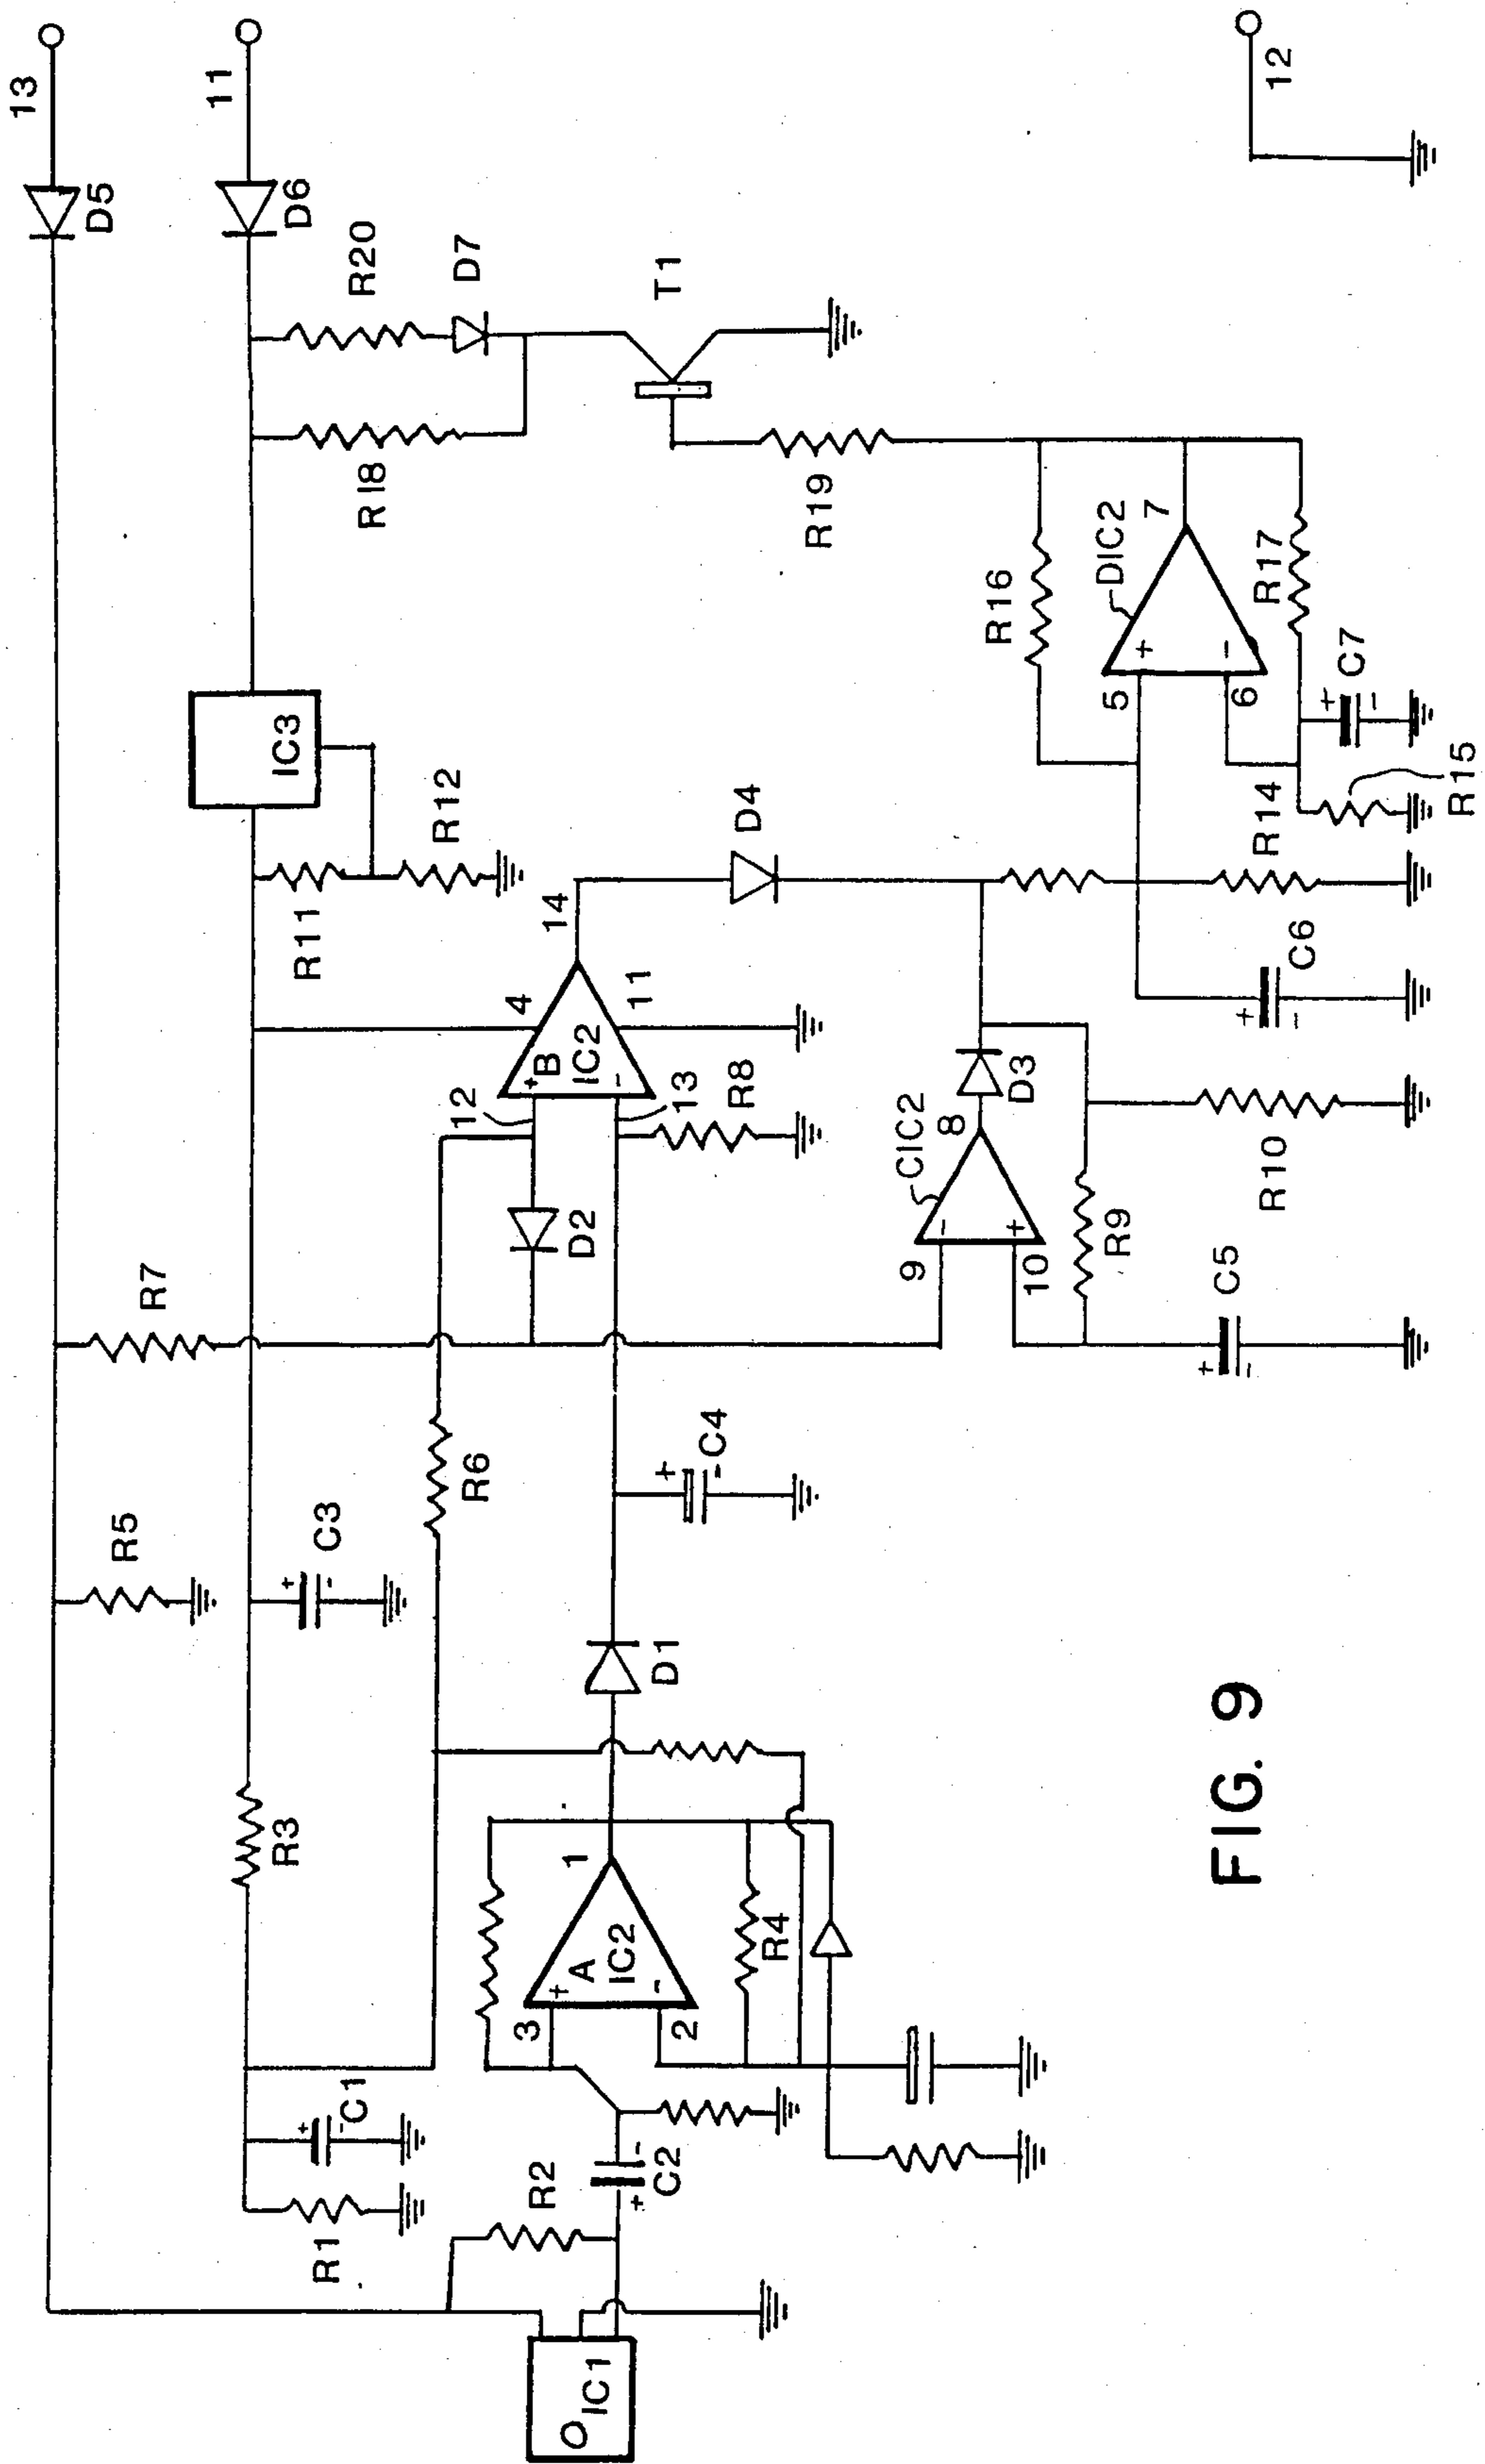 13
D5
R7
R5
11
D6
IC3
R11
R3
C3
R1
C1
R20
R18
D7
R12
R6
R2
T1
4
14
B
IC2
+
-
12
11
13
D2
R8
+
-
C4
D1
1
A
IC2
+
-
3
2
R4
+
-
C2
O IC1
D4
R19
CIC2
8
D3
9
10
-
+
R9
R10
+
-
C5
R16
DIC2
7
5
6
+
-
R17
+
-
C7
R15
R14
+
-
C6
12
FIG. 9